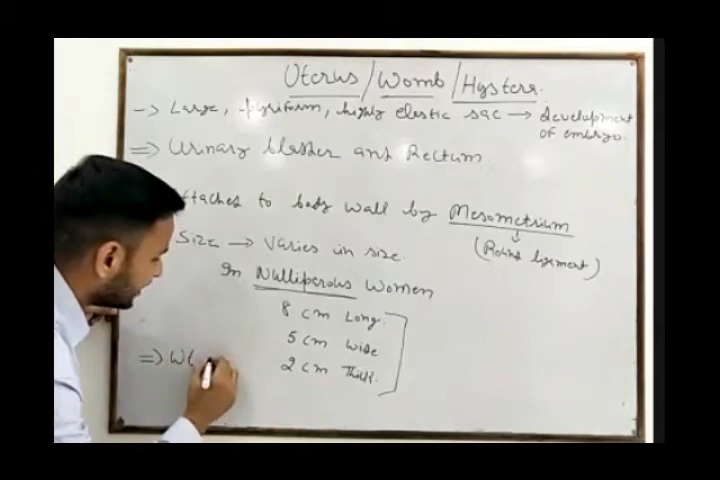 Uterus / Womb / Hystera.
→ Large, pyriform, highly elastic sac → development of embryo.
⇒ Urinary bladder and Rectum
ttaches to body wall by Mesometrium
(Round ligament)
Size → Varies in size.
In Nulliparous Women
8 cm Long.
5 cm Wide
2 cm Thick.
⇒ W